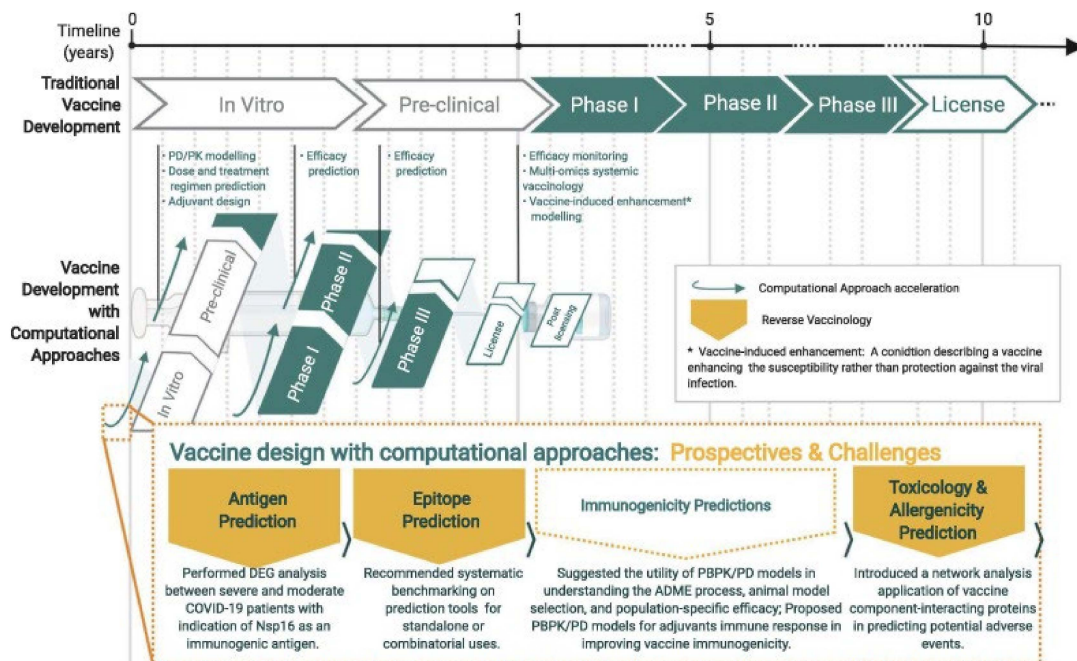 Timeline
(years)
0
1
5
10
Traditional
Vaccine
Development
In Vitro
Pre-clinical
Phase I
Phase II
Phase III
License
· PD/PK modelling
· Dose and treatment
regimen prediction
· Adjuvant design
· Efficacy
prediction
· Efficacy
prediction
· Efficacy monitoring
· Multi-omics systemic
vaccinology
· Vaccine-induced enhancement*
modelling
Vaccine
Development
with
Computational
Approaches
In Vitro
Pre-clinical
Phase I
Phase II
Phase III
License
Post
licensing
Computational Approach acceleration
Reverse Vaccinology
* Vaccine-induced enhancement: A conidtion describing a vaccine
enhancing the susceptibility rather than protection against the viral
infection.
Vaccine design with computational approaches: Prospectives & Challenges
Antigen
Prediction
Performed DEG analysis
between severe and moderate
COVID-19 patients with
indication of Nsp16 as an
immunogenic antigen.
Epitope
Prediction
Recommended systematic
benchmarking on
prediction tools for
standalone or
combinatorial uses.
Immunogenicity Predictions
Suggested the utility of PBPK/PD models in
understanding the ADME process, animal model
selection, and population-specific efficacy; Proposed
PBPK/PD models for adjuvants immune response in
improving vaccine immunogenicity.
Toxicology &
Allergenicity
Prediction
Introduced a network analysis
application of vaccine
component-interacting proteins
in predicting potential adverse
events.